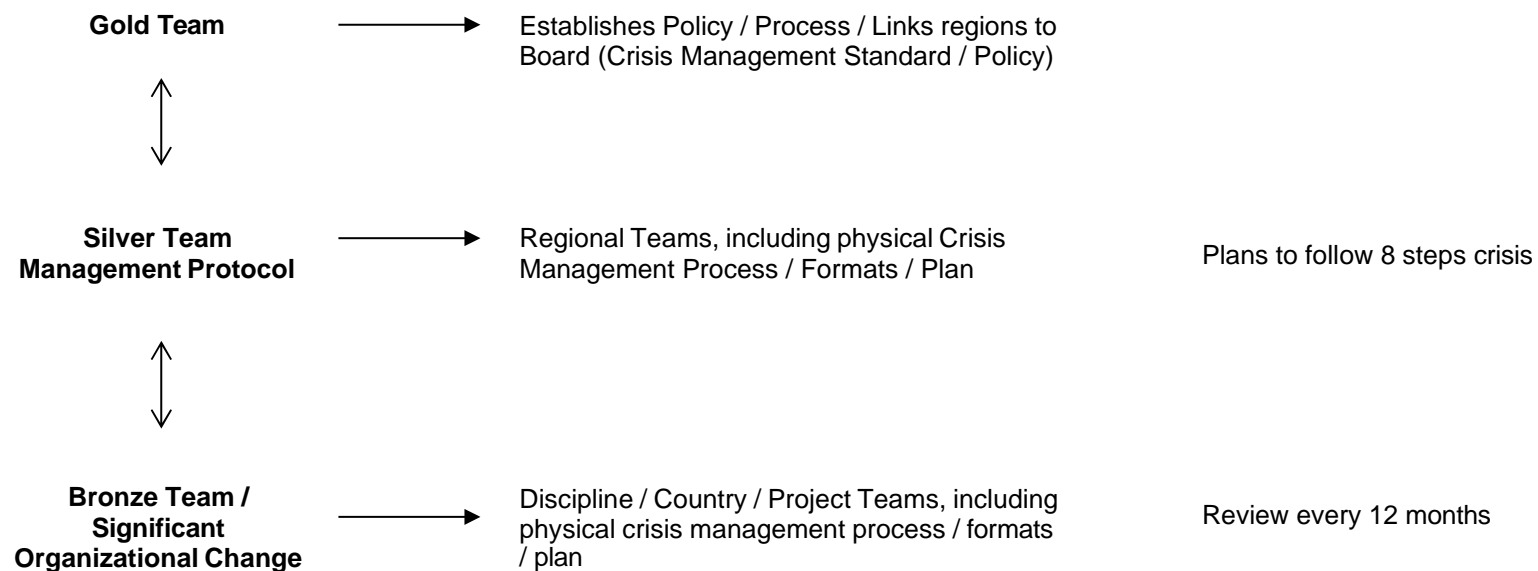 Gold Team
Establishes Policy / Process / Links regions to
Board (Crisis Management Standard / Policy)
Silver Team
Management Protocol
Regional Teams, including physical Crisis
Management Process / Formats / Plan
Plans to follow 8 steps crisis
Bronze Team /
Significant
Organizational Change
Discipline / Country / Project Teams, including
physical crisis management process / formats
/ plan
Review every 12 months